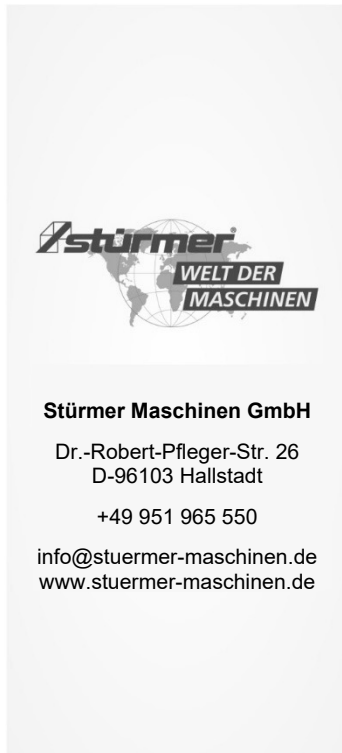 stürmer®
WELT DER
MASCHINEN
Stürmer Maschinen GmbH
Dr.-Robert-Pfleger-Str. 26
D-96103 Hallstadt
+49 951 965 550
info@stuermer-maschinen.de
www.stuermer-maschinen.de